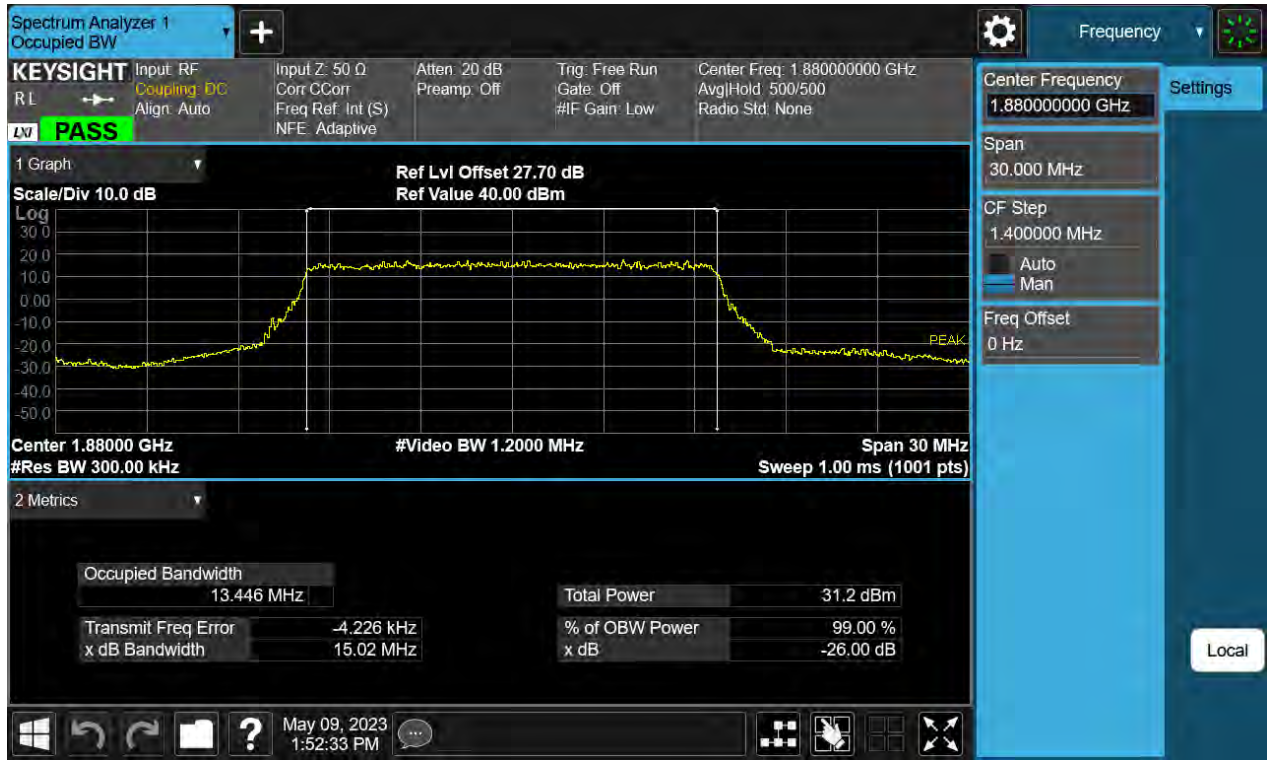 Spectrum Analyzer 1
Occupied BW
Frequency
KEYSIGHT
RL
LXI
PASS
Input: RF
Coupling: DC
Align: Auto
Input Z: 50 Ω
Corr CCorr
Freq Ref: Int (S)
NFE: Adaptive
Atten: 20 dB
Preamp: Off
Trig: Free Run
Gate: Off
#IF Gain: Low
Center Freq: 1.880000000 GHz
Avg|Hold: 500/500
Radio Std: None
Center Frequency
1.880000000 GHz
Settings
Span
30.000 MHz
CF Step
1.400000 MHz
Auto
Man
Freq Offset
0 Hz
Local
1 Graph
Scale/Div 10.0 dB
Ref Lvl Offset 27.70 dB
Ref Value 40.00 dBm
Log
30.0
20.0
10.0
0.00
-10.0
-20.0
-30.0
-40.0
-50.0
PEAK
Center 1.88000 GHz
#Video BW 1.2000 MHz
Span 30 MHz
#Res BW 300.00 kHz
Sweep 1.00 ms (1001 pts)
2 Metrics
Occupied Bandwidth
13.446 MHz
Total Power 31.2 dBm
Transmit Freq Error -4.226 kHz
% of OBW Power 99.00 %
x dB Bandwidth 15.02 MHz
x dB -26.00 dB
May 09, 2023
1:52:33 PM